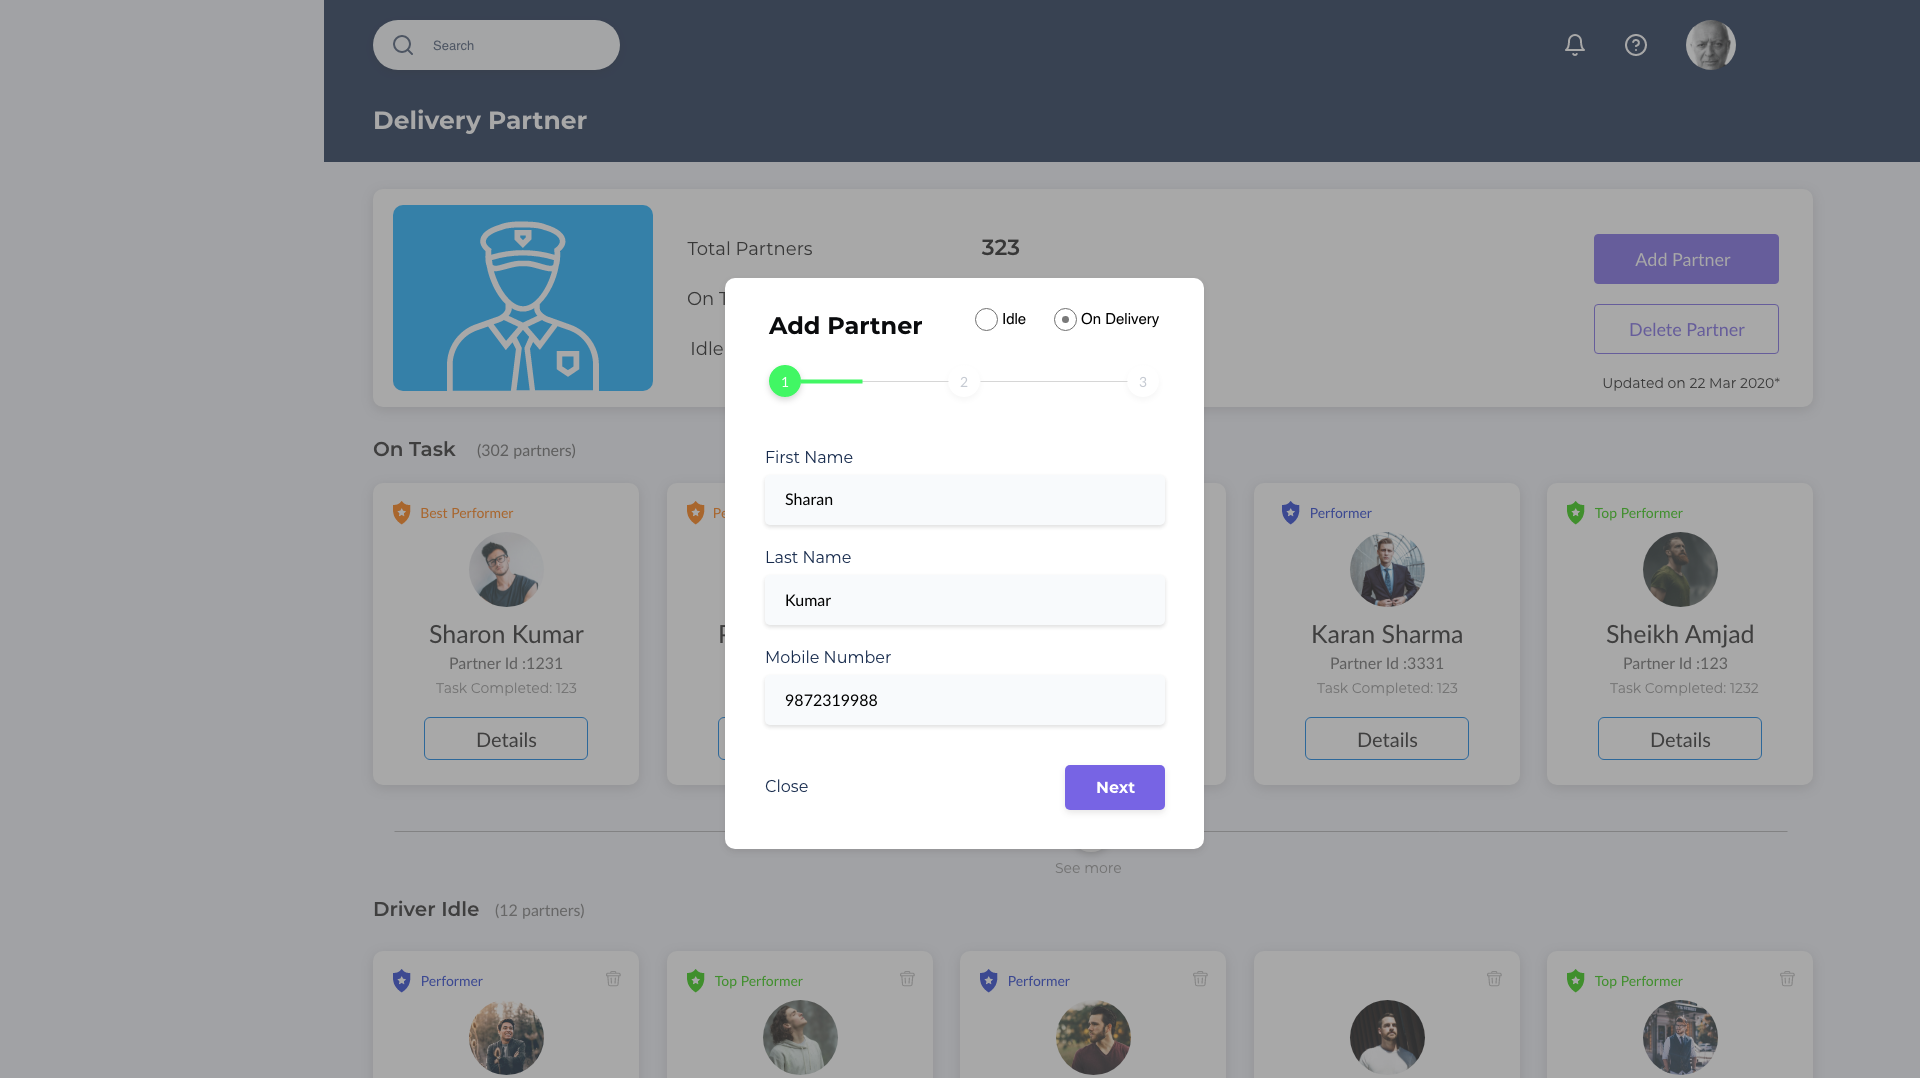 Search
Delivery Partner
Total Partners 323
On T
Idle
Add Partner
Delete Partner
Updated on 22 Mar 2020*
Add Partner
Idle
On Delivery
1 2 3
First Name
Sharan
Last Name
Kumar
Mobile Number
9872319988
Close
Next
On Task (302 partners)
Best Performer
Sharon Kumar
Partner Id :1231
Task Completed: 123
Details
Performer
Karan Sharma
Partner Id :3331
Task Completed: 123
Details
Top Performer
Sheikh Amjad
Partner Id :123
Task Completed: 1232
Details
See more
Driver Idle (12 partners)
Performer
Top Performer
Performer
Top Performer